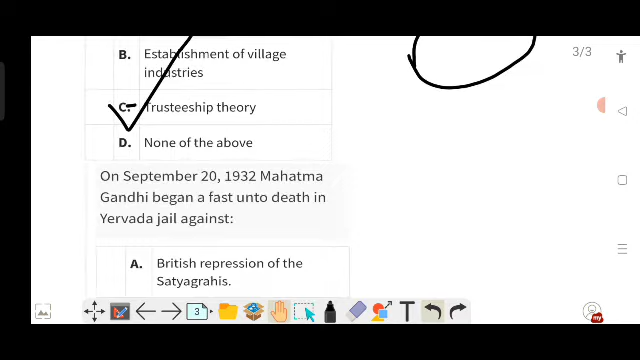 3/3
B. Establishment of village
industries
C. Trusteeship theory
D. None of the above
On September 20, 1932 Mahatma
Gandhi began a fast unto death in
Yervada jail against:
A. British repression of the
Satyagrahis.
3
T
my